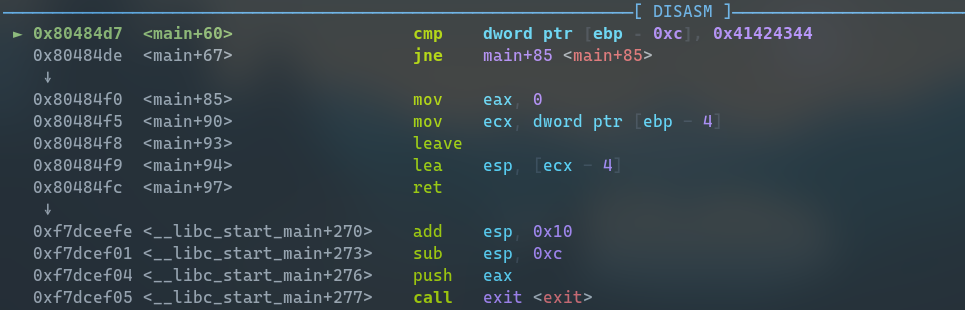 [ DISASM ]
► 0x80484d7 <main+60> cmp dword ptr [ebp - 0xc], 0x41424344
0x80484de <main+67> jne main+85 <main+85>
↓
0x80484f0 <main+85> mov eax, 0
0x80484f5 <main+90> mov ecx, dword ptr [ebp - 4]
0x80484f8 <main+93> leave
0x80484f9 <main+94> lea esp, [ecx - 4]
0x80484fc <main+97> ret
↓
0xf7dceefe <__libc_start_main+270> add esp, 0x10
0xf7dcef01 <__libc_start_main+273> sub esp, 0xc
0xf7dcef04 <__libc_start_main+276> push eax
0xf7dcef05 <__libc_start_main+277> call exit <exit>